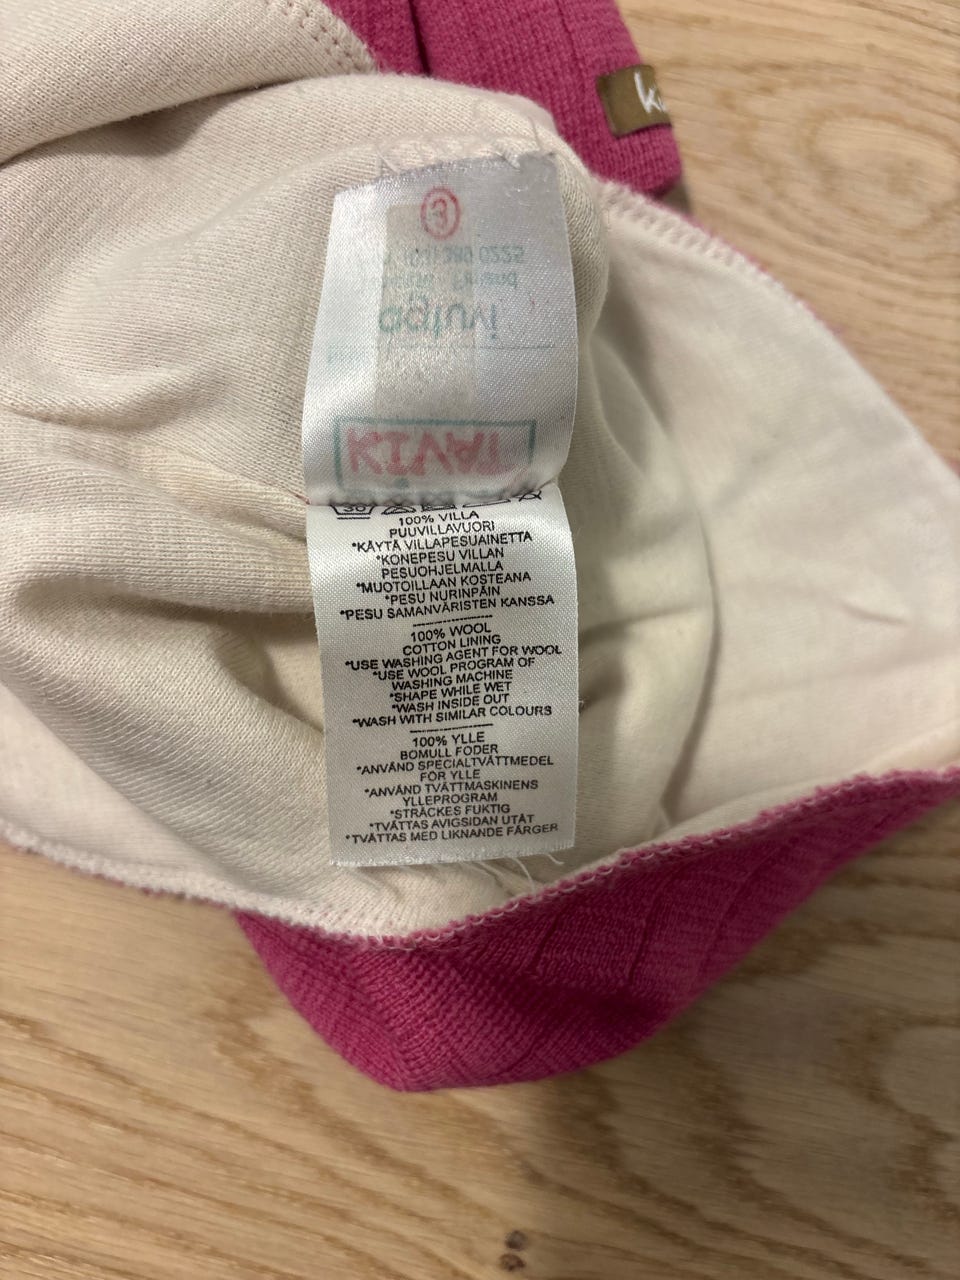 3
KIVAT
30
100% VILLA
PUUVILLAVUORI
*KÄYTÄ VILLAPESUAINETTA
*KONEPESU VILLAN
PESUOHJELMALLA
*MUOTOILLAAN KOSTEANA
*PESU NURINPÄIN
*PESU SAMANVÄRISTEN KANSSA
100% WOOL
COTTON LINING
*USE WASHING AGENT FOR WOOL
*USE WOOL PROGRAM OF
WASHING MACHINE
*SHAPE WHILE WET
*WASH INSIDE OUT
*WASH WITH SIMILAR COLOURS
100% YLLE
BOMULL FODER
*ANVÄND SPECIALTVÄTTMEDEL
FÖR YLLE
*ANVÄND TVÄTTMASKINENS
YLLEPROGRAM
*STRÄCKES FUKTIG
*TVÄTTAS AVIGSIDAN UTÅT
*TVÄTTAS MED LIKNANDE FÄRGER